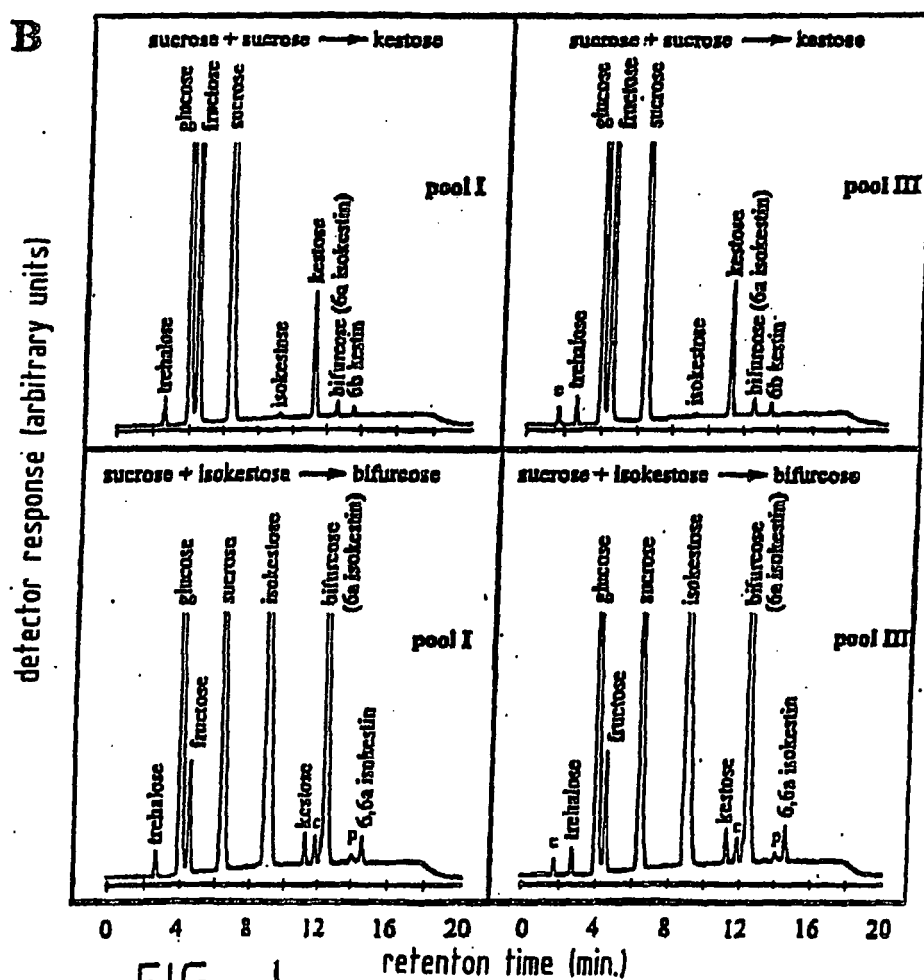 B
sucrose + sucrose → kestose
glucose
fructose
sucrose
pool I
trehalose
isokestose
kestose
bifurcose (6a isokestin)
6b kestin
sucrose + sucrose → kestose
glucose
fructose
sucrose
pool III
e
trehalose
isokestose
kestose
bifurcose (6a isokestin)
6b kestin
sucrose + isokestose → bifurcose
glucose
sucrose
isokestose
bifurcose
(6a isokestin)
pool I
trehalose
fructose
kestose
p
6,6a isokestin
sucrose + isokestose → bifurcose
glucose
sucrose
isokestose
bifurcose
(6a isokestin)
pool III
trehalose
fructose
kestose
p
6,6a isokestin
detector response (arbitrary units)
0 4 8 12 16 20 0 4 8 12 16 20
retenton time (min.)